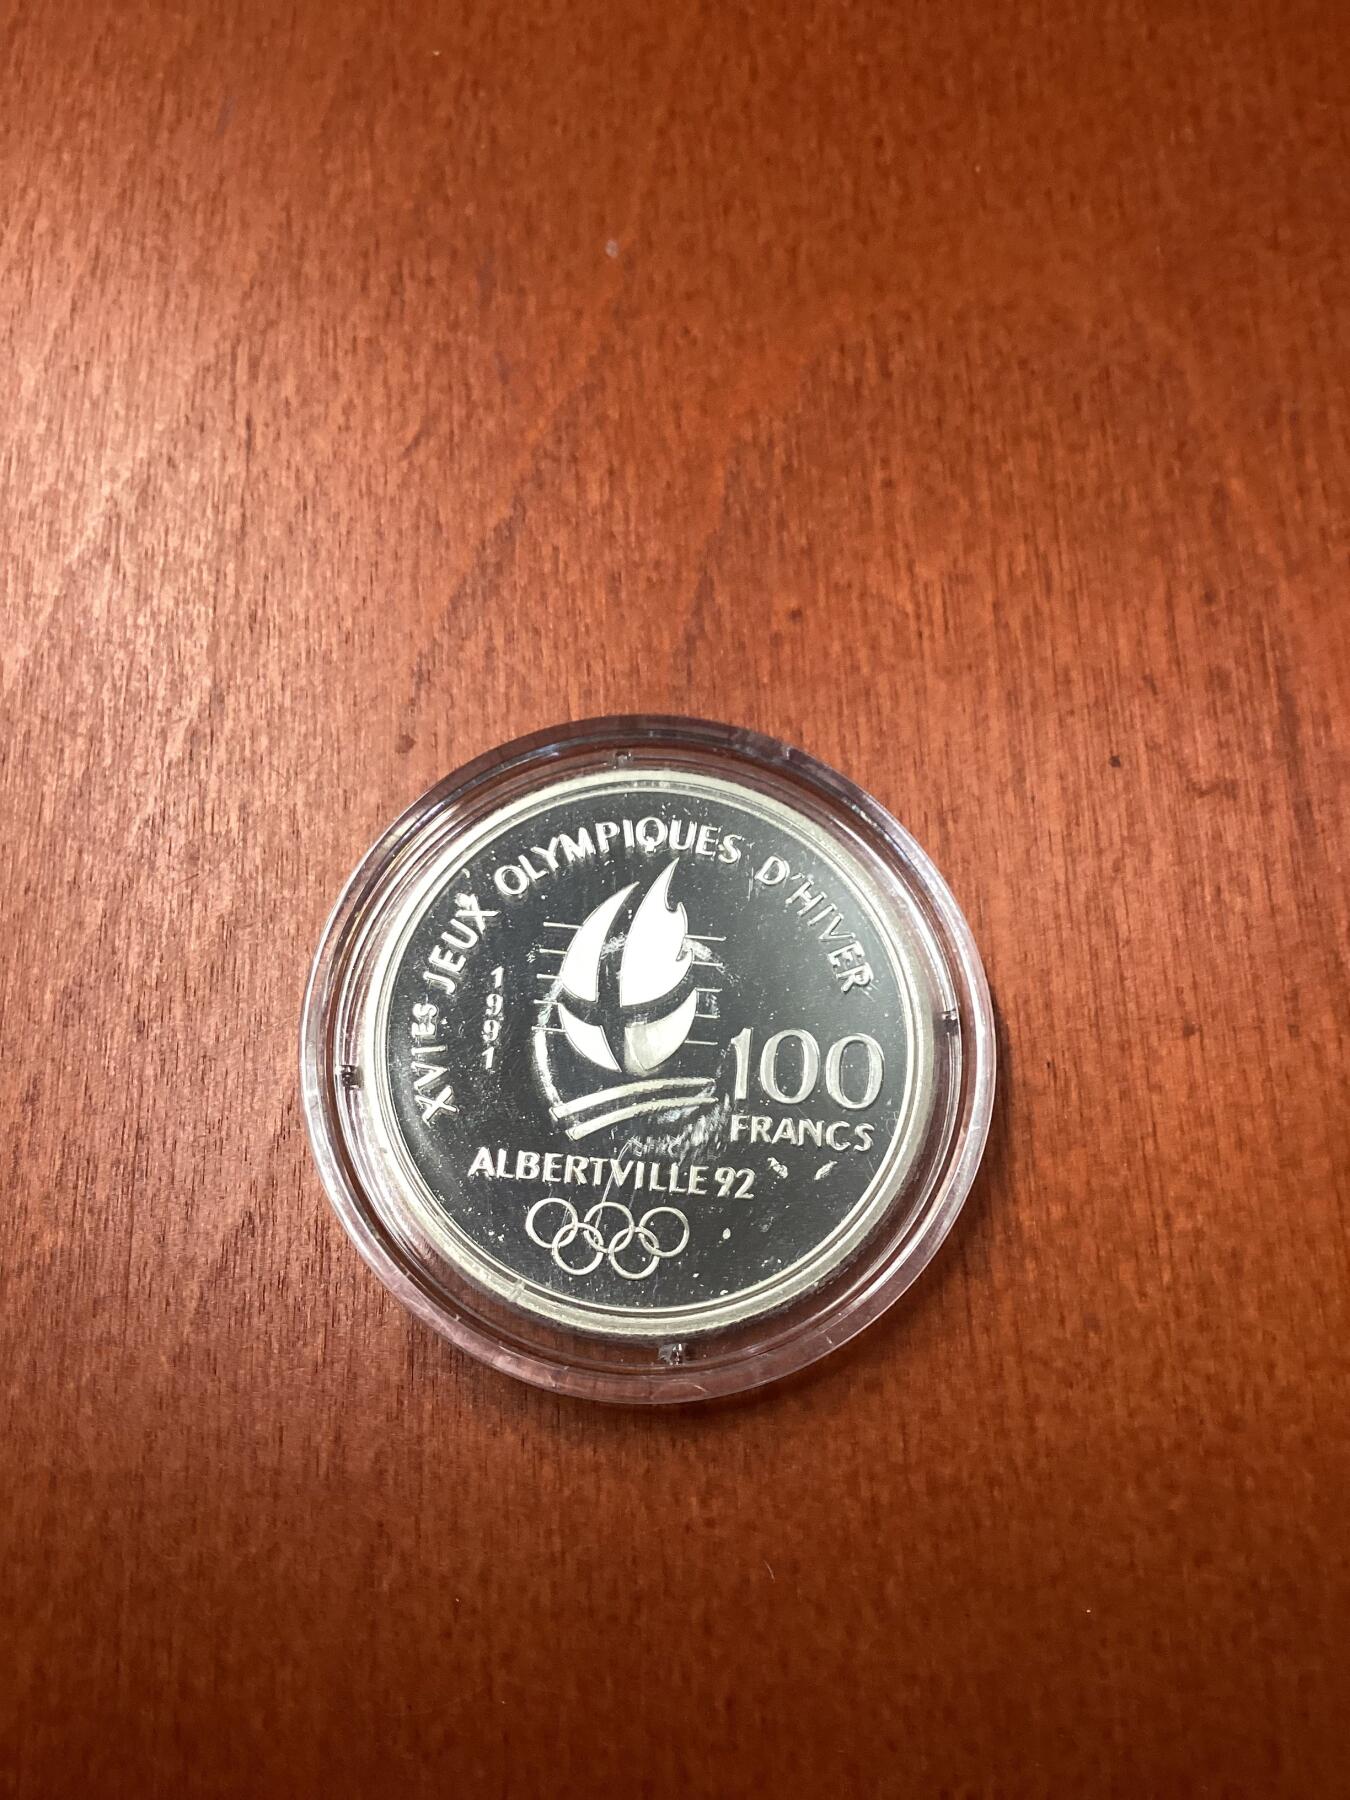 XVIES JEUX OLYMPIQUES D'HIVER
1991
100
FRANCS
ALBERTVILLE 92